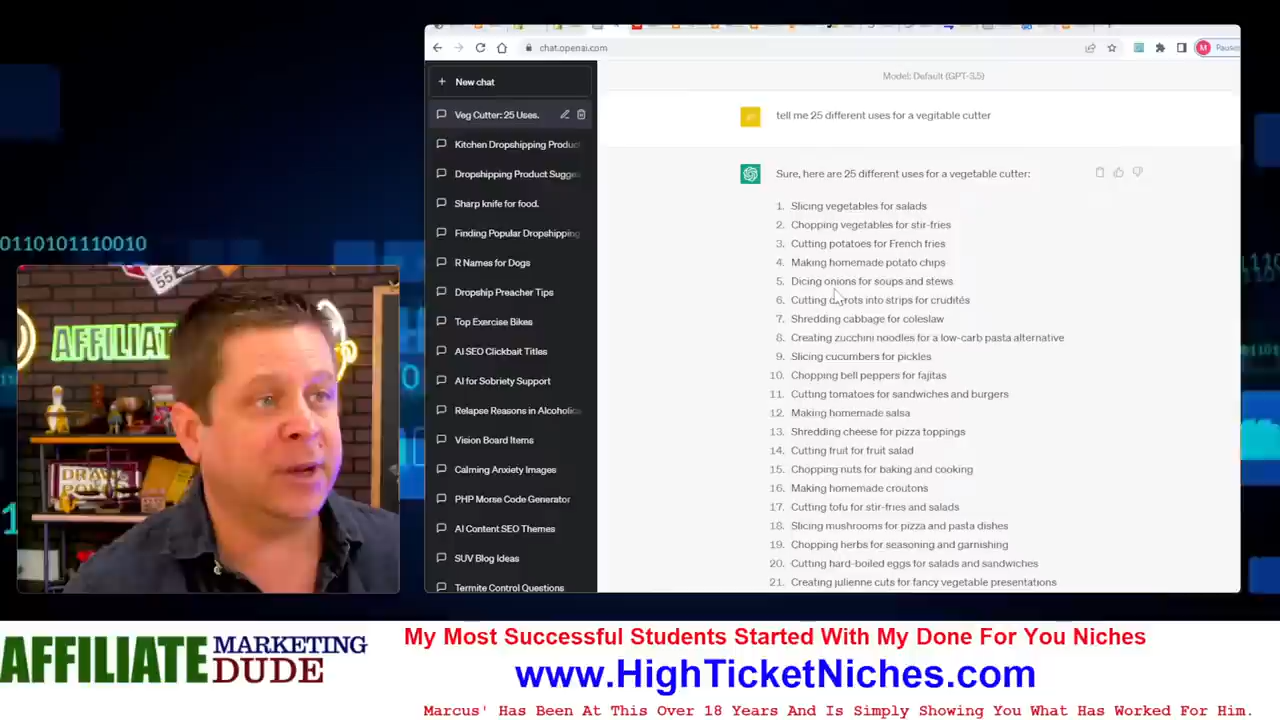 chat.openai.com
Paused
New chat
Model: Default (GPT-3.5)
Veg Cutter: 25 Uses.
Kitchen Dropshipping Product
Dropshipping Product Sugge
Sharp knife for food.
Finding Popular Dropshipping
R Names for Dogs
Dropship Preacher Tips
Top Exercise Bikes
AI SEO Clickbait Titles
AI for Sobriety Support
Relapse Reasons in Alcoholics
Vision Board Items
Calming Anxiety Images
PHP Morse Code Generator
AI Content SEO Themes
SUV Blog Ideas
Termite Control Questions
tell me 25 different uses for a vegitable cutter
Sure, here are 25 different uses for a vegetable cutter:
1. Slicing vegetables for salads
2. Chopping vegetables for stir-fries
3. Cutting potatoes for French fries
4. Making homemade potato chips
5. Dicing onions for soups and stews
6. Cutting carrots into strips for crudités
7. Shredding cabbage for coleslaw
8. Creating zucchini noodles for a low-carb pasta alternative
9. Slicing cucumbers for pickles
10. Chopping bell peppers for fajitas
11. Cutting tomatoes for sandwiches and burgers
12. Making homemade salsa
13. Shredding cheese for pizza toppings
14. Cutting fruit for fruit salad
15. Chopping nuts for baking and cooking
16. Making homemade croutons
17. Cutting tofu for stir-fries and salads
18. Slicing mushrooms for pizza and pasta dishes
19. Chopping herbs for seasoning and garnishing
20. Cutting hard-boiled eggs for salads and sandwiches
21. Creating julienne cuts for fancy vegetable presentations
0110101110010
AFFILIAT
DRAW
POWER
AFFILIATE MARKETING DUDE
My Most Successful Students Started With My Done For You Niches
www.HighTicketNiches.com
Marcus' Has Been At This Over 18 Years And Is Simply Showing You What Has Worked For Him.